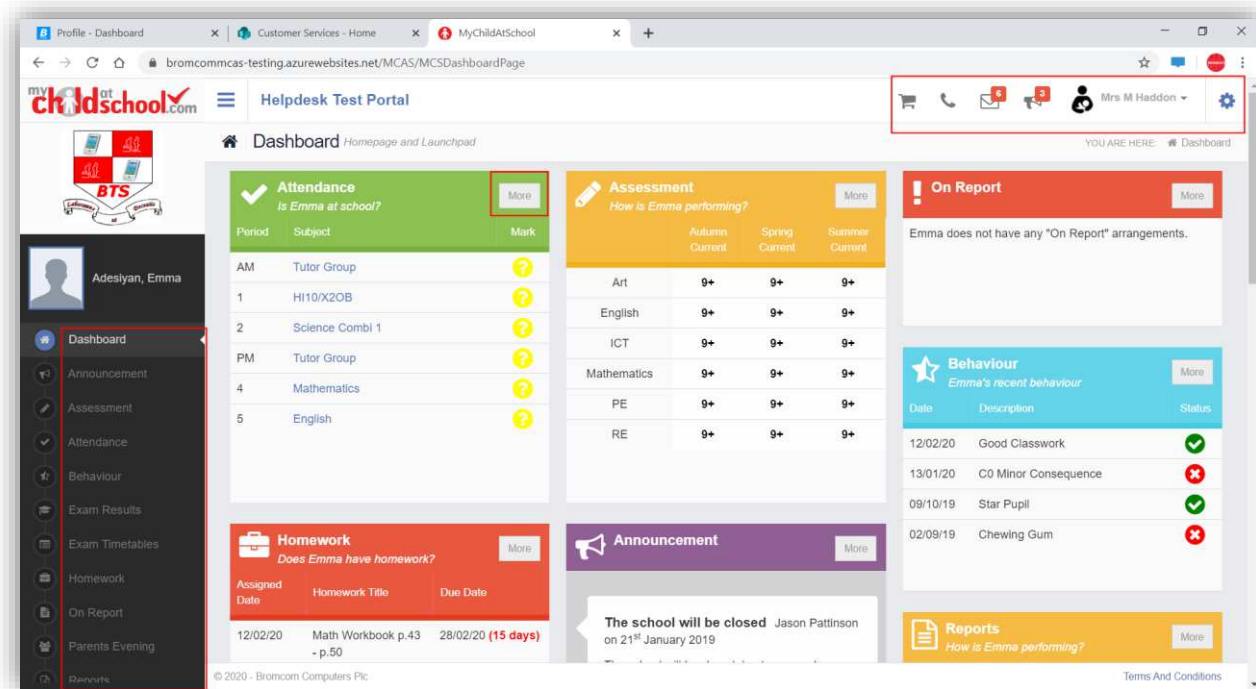 Profile - Dashboard
Customer Services - Home
MyChildAtSchool
bromcommcas-testing.azurewebsites.net/MCAS/MCSDashboardPage
my child at school.com
Helpdesk Test Portal
6
3
Mrs M Haddon
BTS
Dashboard Homepage and Launchpad
YOU ARE HERE: Dashboard
Adesiyan, Emma
Dashboard
Announcement
Assessment
Attendance
Behaviour
Exam Results
Exam Timetables
Homework
On Report
Parents Evening
Reports
Attendance
More
Is Emma at school?
Period Subject Mark
AM Tutor Group ?
1 HI10/X2OB ?
2 Science Combi 1 ?
PM Tutor Group ?
4 Mathematics ?
5 English ?
Assessment
More
How is Emma performing?
Autumn Current Spring Current Summer Current
Art 9+ 9+ 9+
English 9+ 9+ 9+
ICT 9+ 9+ 9+
Mathematics 9+ 9+ 9+
PE 9+ 9+ 9+
RE 9+ 9+ 9+
On Report
More
Emma does not have any "On Report" arrangements.
Behaviour
More
Emma's recent behaviour
Date Description Status
12/02/20 Good Classwork
13/01/20 C0 Minor Consequence
09/10/19 Star Pupil
02/09/19 Chewing Gum
Homework
More
Does Emma have homework?
Assigned Date Homework Title Due Date
12/02/20 Math Workbook p.43 28/02/20 (15 days)
- p.50
Announcement
More
The school will be closed Jason Pattinson
on 21st January 2019
Reports
More
How is Emma performing?
© 2020 - Bromcom Computers Plc
Terms And Conditions